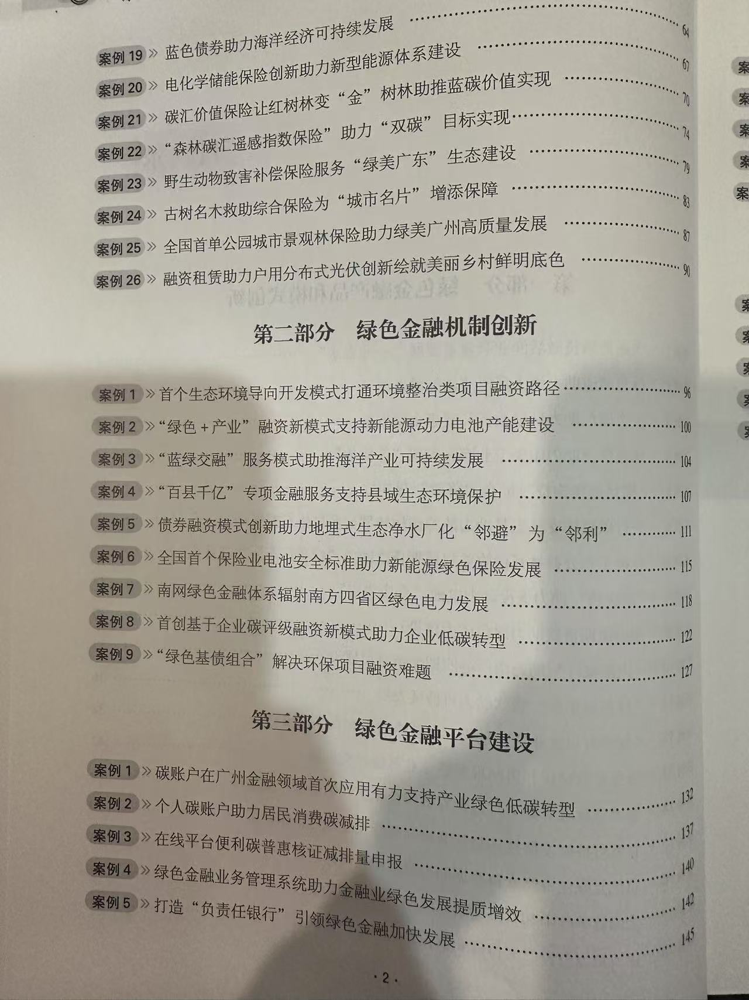 案例 19 » 蓝色债券助力海洋经济可持续发展 …… 64
案例 20 » 电化学储能保险创新助力新型能源体系建设 …… 67
案例 21 » 碳汇价值保险让红树林变“金”树林助推蓝碳价值实现 …… 70
案例 22 » “森林碳汇遥感指数保险”助力“双碳”目标实现 …… 74
案例 23 » 野生动物致害补偿保险服务“绿美广东”生态建设 …… 79
案例 24 » 古树名木救助综合保险为“城市名片”增添保障 …… 83
案例 25 » 全国首单公园城市景观林保险助力绿美广州高质量发展 …… 87
案例 26 » 融资租赁助力户用分布式光伏创新绘就美丽乡村鲜明底色 …… 90
第二部分 绿色金融机制创新
案例 1 » 首个生态环境导向开发模式打通环境整治类项目融资路径 …… 96
案例 2 » “绿色+产业”融资新模式支持新能源动力电池产能建设 …… 100
案例 3 » “蓝绿交融”服务模式助推海洋产业可持续发展 …… 104
案例 4 » “百县千亿”专项金融服务支持县域生态环境保护 …… 107
案例 5 » 债券融资模式创新助力地埋式生态净水厂化“邻避”为“邻利” …… 111
案例 6 » 全国首个保险业电池安全标准助力新能源绿色保险发展 …… 115
案例 7 » 南网绿色金融体系辐射南方四省区绿色电力发展 …… 118
案例 8 » 首创基于企业碳评级融资新模式助力企业低碳转型 …… 122
案例 9 » “绿色基债组合”解决环保项目融资难题 …… 127
第三部分 绿色金融平台建设
案例 1 » 碳账户在广州金融领域首次应用有力支持产业绿色低碳转型 …… 132
案例 2 » 个人碳账户助力居民消费碳减排 …… 137
案例 3 » 在线平台便利碳普惠核证减排量申报 …… 140
案例 4 » 绿色金融业务管理系统助力金融业绿色发展提质增效 …… 142
案例 5 » 打造“负责任银行”引领绿色金融加快发展 …… 145
· 2 ·